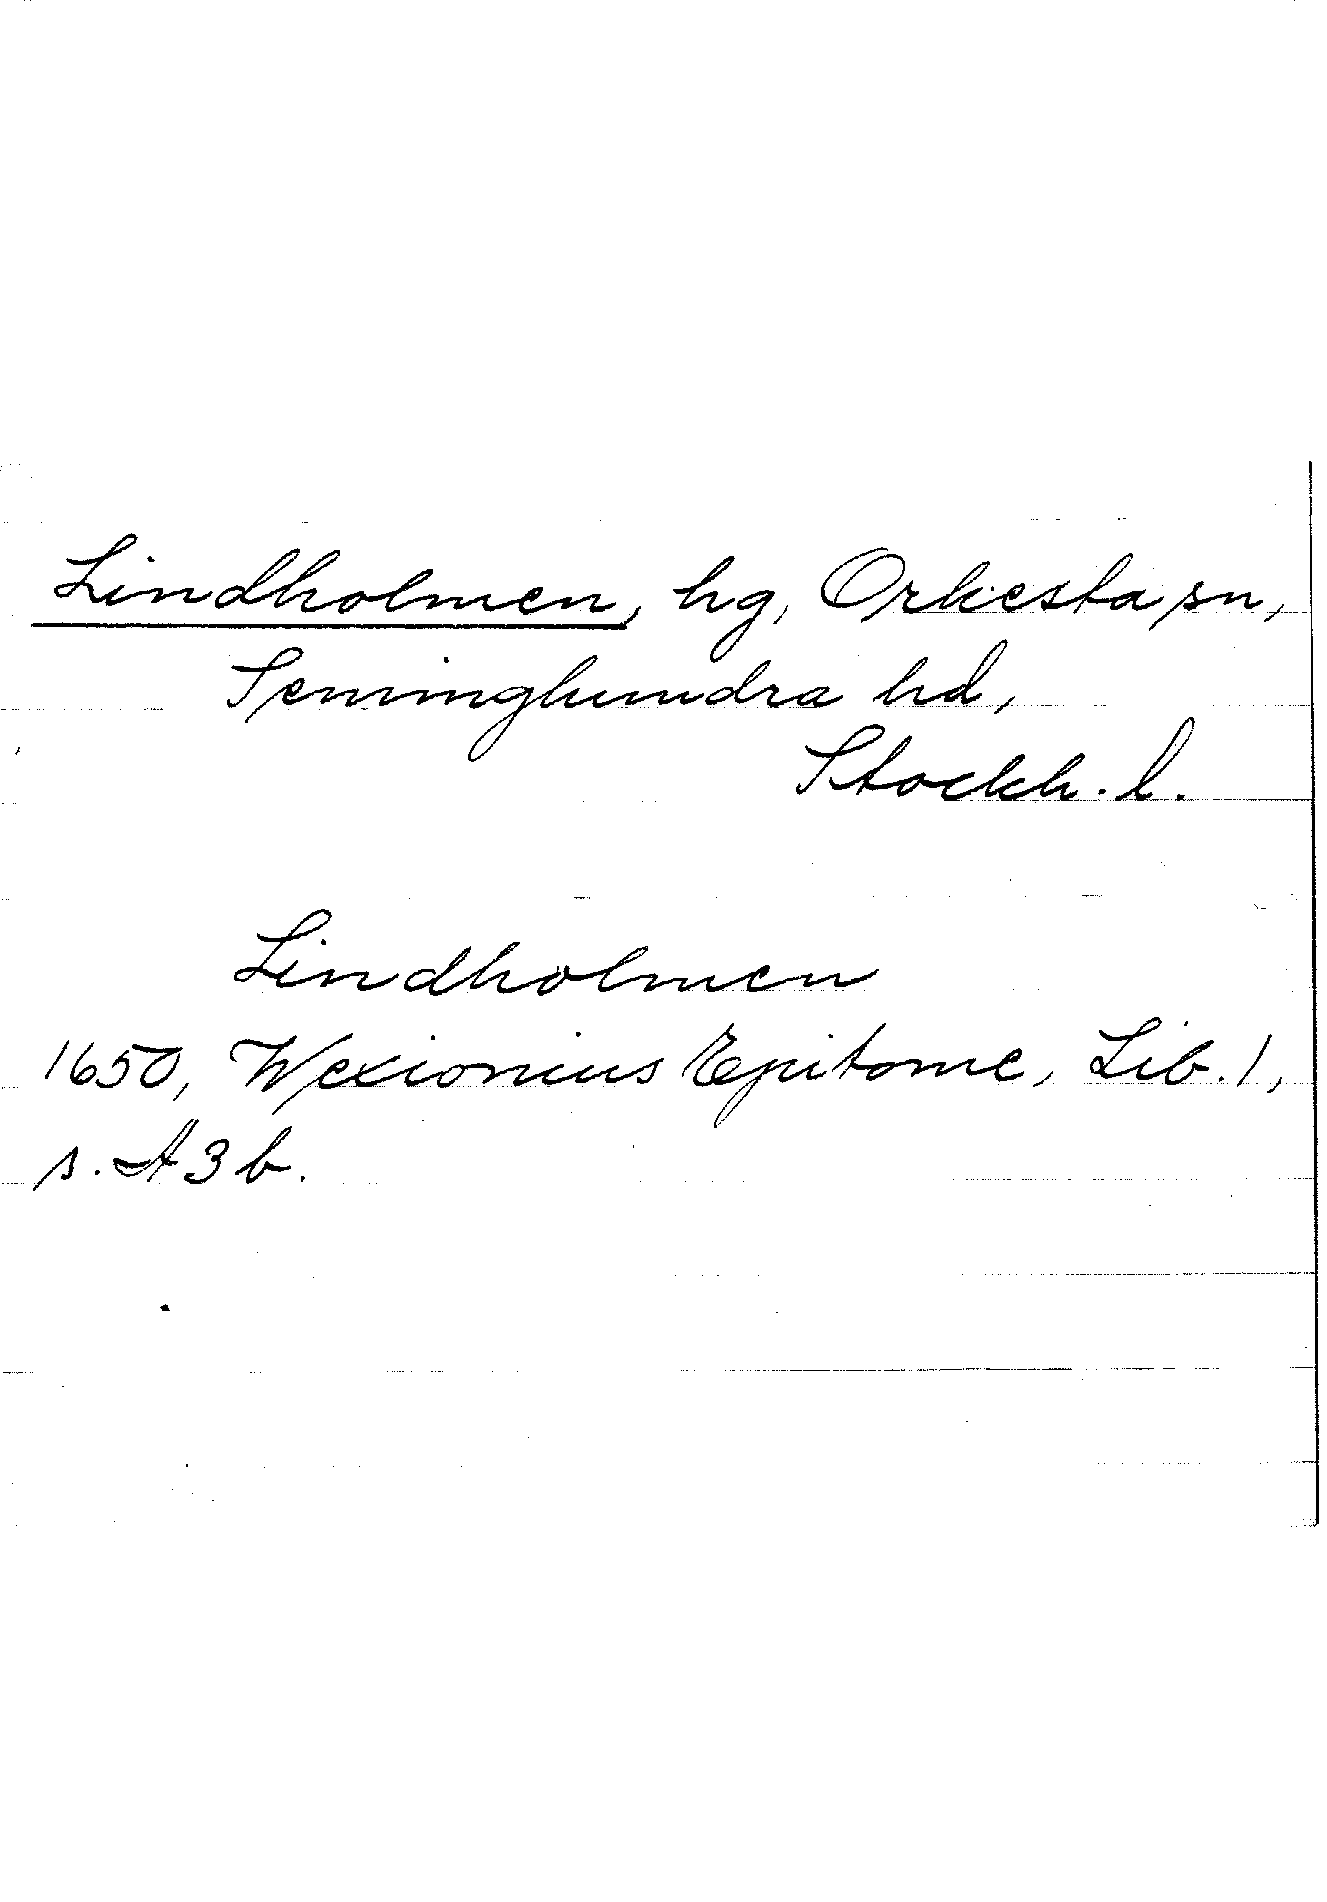 Lindholmen, hg, Orkesta sn,
Seminghundra hd,
Stockh. l.
Lindholmen
1650, Wexionius Epitome, Lib. 1,
s. A3b.